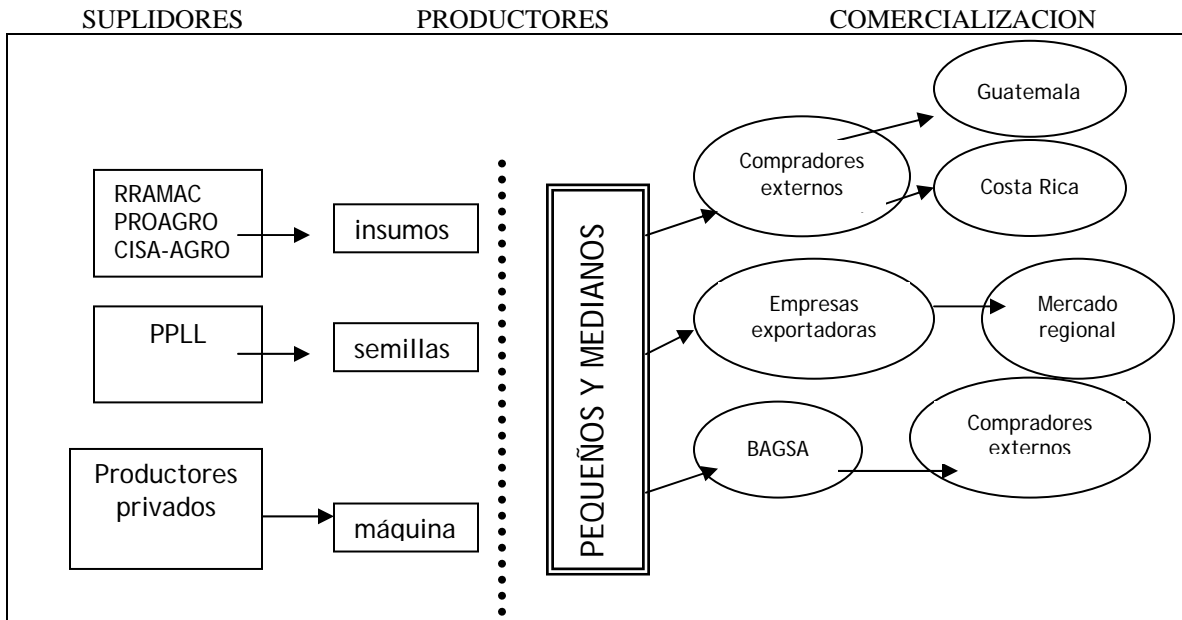 SUPLIDORES
PRODUCTORES
COMERCIALIZACION
RRAMAC
PROAGRO
CISA-AGRO
insumos
PPLL
semillas
Productores
privados
máquina
PEQUEÑOS Y MEDIANOS
Compradores
externos
Guatemala
Costa Rica
Empresas
exportadoras
Mercado
regional
BAGSA
Compradores
externos